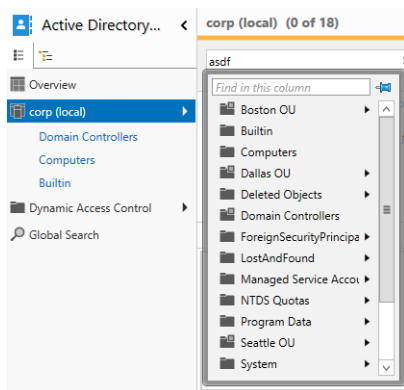 Active Directory...
corp (local) (0 of 18)
asdf
Overview
corp (local)
Domain Controllers
Computers
Builtin
Dynamic Access Control
Global Search
Find in this column
Boston OU
Builtin
Computers
Dallas OU
Deleted Objects
Domain Controllers
ForeignSecurityPrincipa
LostAndFound
Managed Service Accou
NTDS Quotas
Program Data
Seattle OU
System